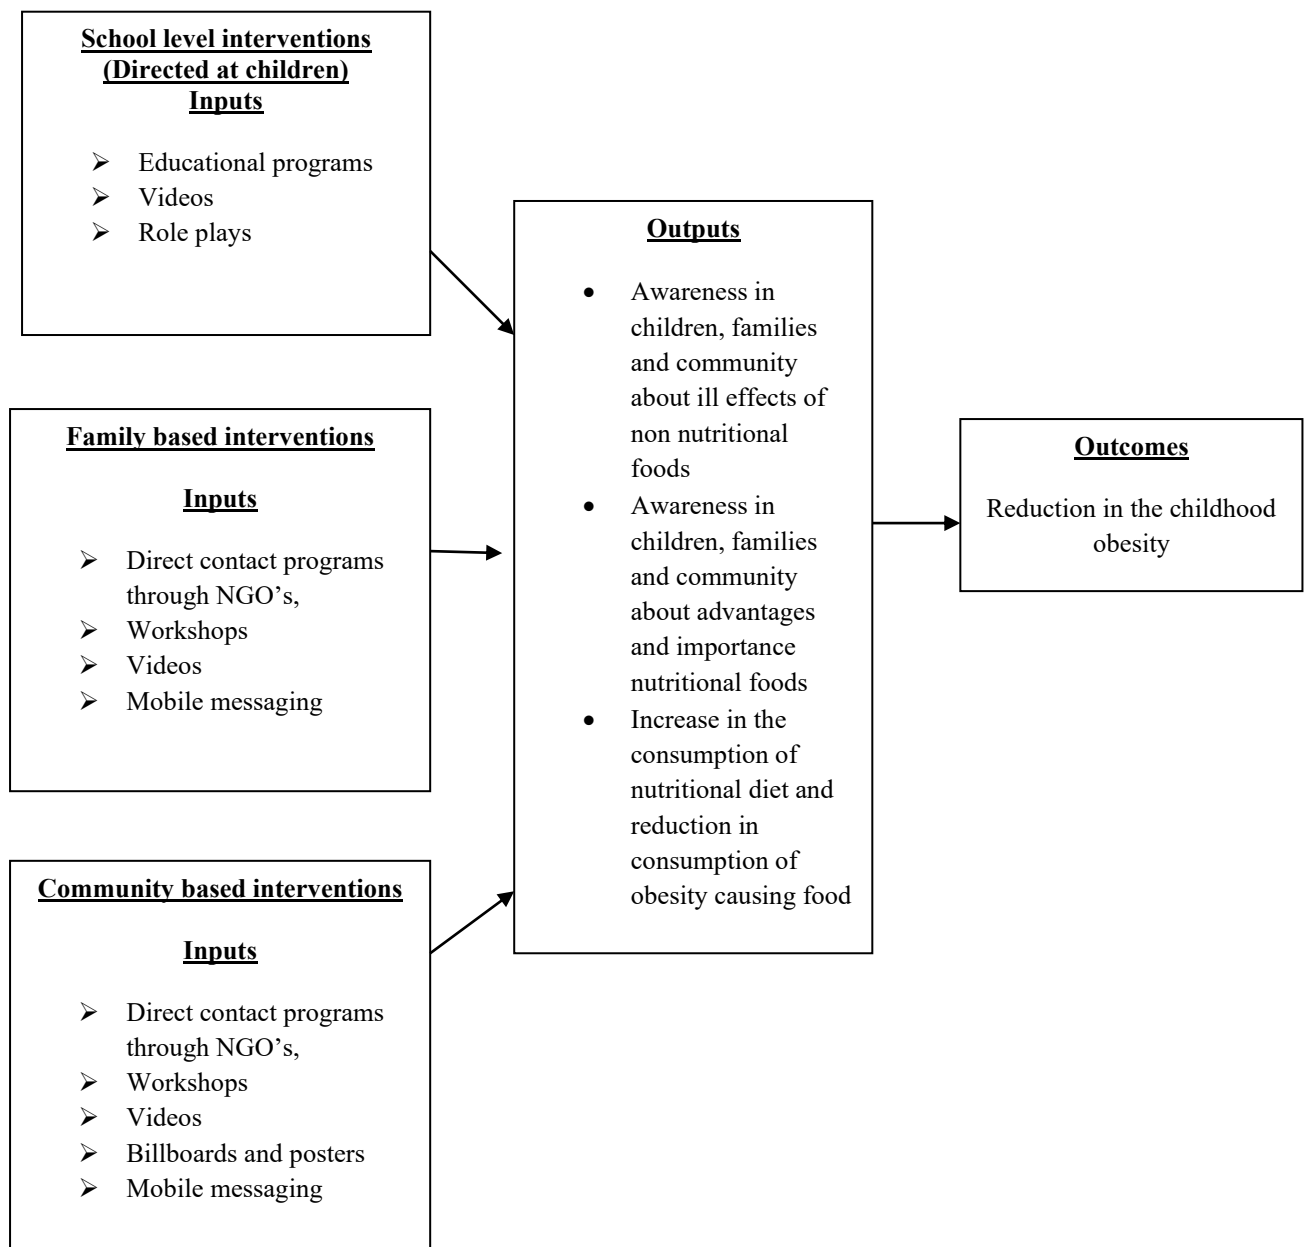 School level interventions
(Directed at children)
Inputs
➢ Educational programs
➢ Videos
➢ Role plays
Family based interventions
Inputs
➢ Direct contact programs
through NGO’s,
➢ Workshops
➢ Videos
➢ Mobile messaging
Community based interventions
Inputs
➢ Direct contact programs
through NGO’s,
➢ Workshops
➢ Videos
➢ Billboards and posters
➢ Mobile messaging
Outputs
• Awareness in
children, families
and community
about ill effects of
non nutritional
foods
• Awareness in
children, families
and community
about advantages
and importance
nutritional foods
• Increase in the
consumption of
nutritional diet and
reduction in
consumption of
obesity causing food
Outcomes
Reduction in the childhood
obesity